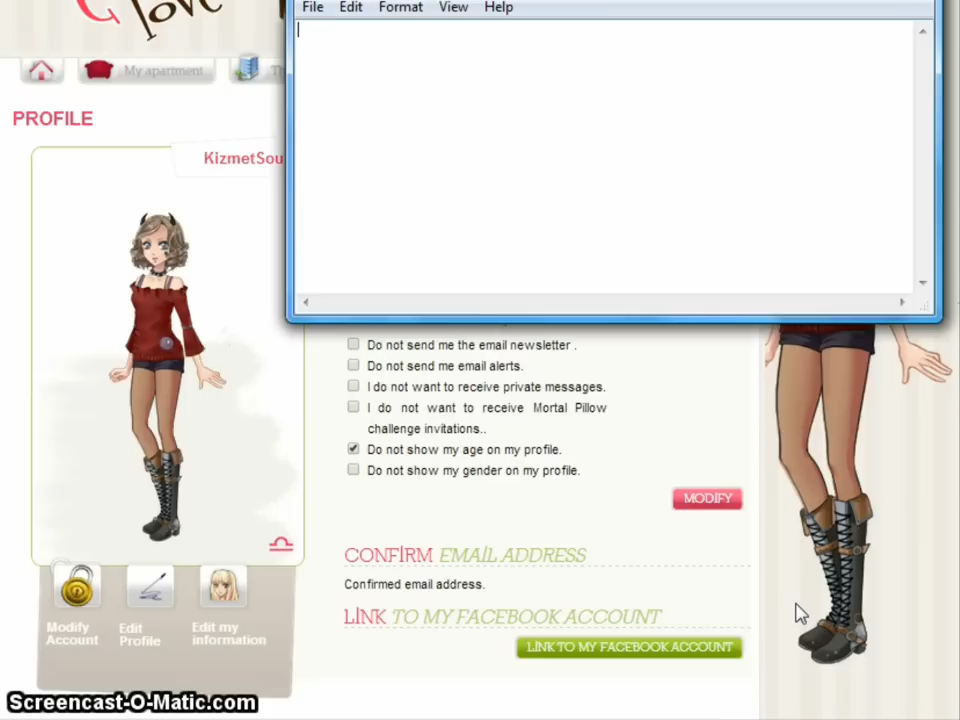 love
File Edit Format View Help
My apartment
PROFILE
KizmetSou
Do not send me the email newsletter .
Do not send me email alerts.
I do not want to receive private messages.
I do not want to receive Mortal Pillow
challenge invitations..
Do not show my age on my profile.
Do not show my gender on my profile.
MODIFY
CONFIRM EMAIL ADDRESS
Confirmed email address.
LINK TO MY FACEBOOK ACCOUNT
LINK TO MY FACEBOOK ACCOUNT
Modify
Account
Edit
Profile
Edit my
information
Screencast-O-Matic.com